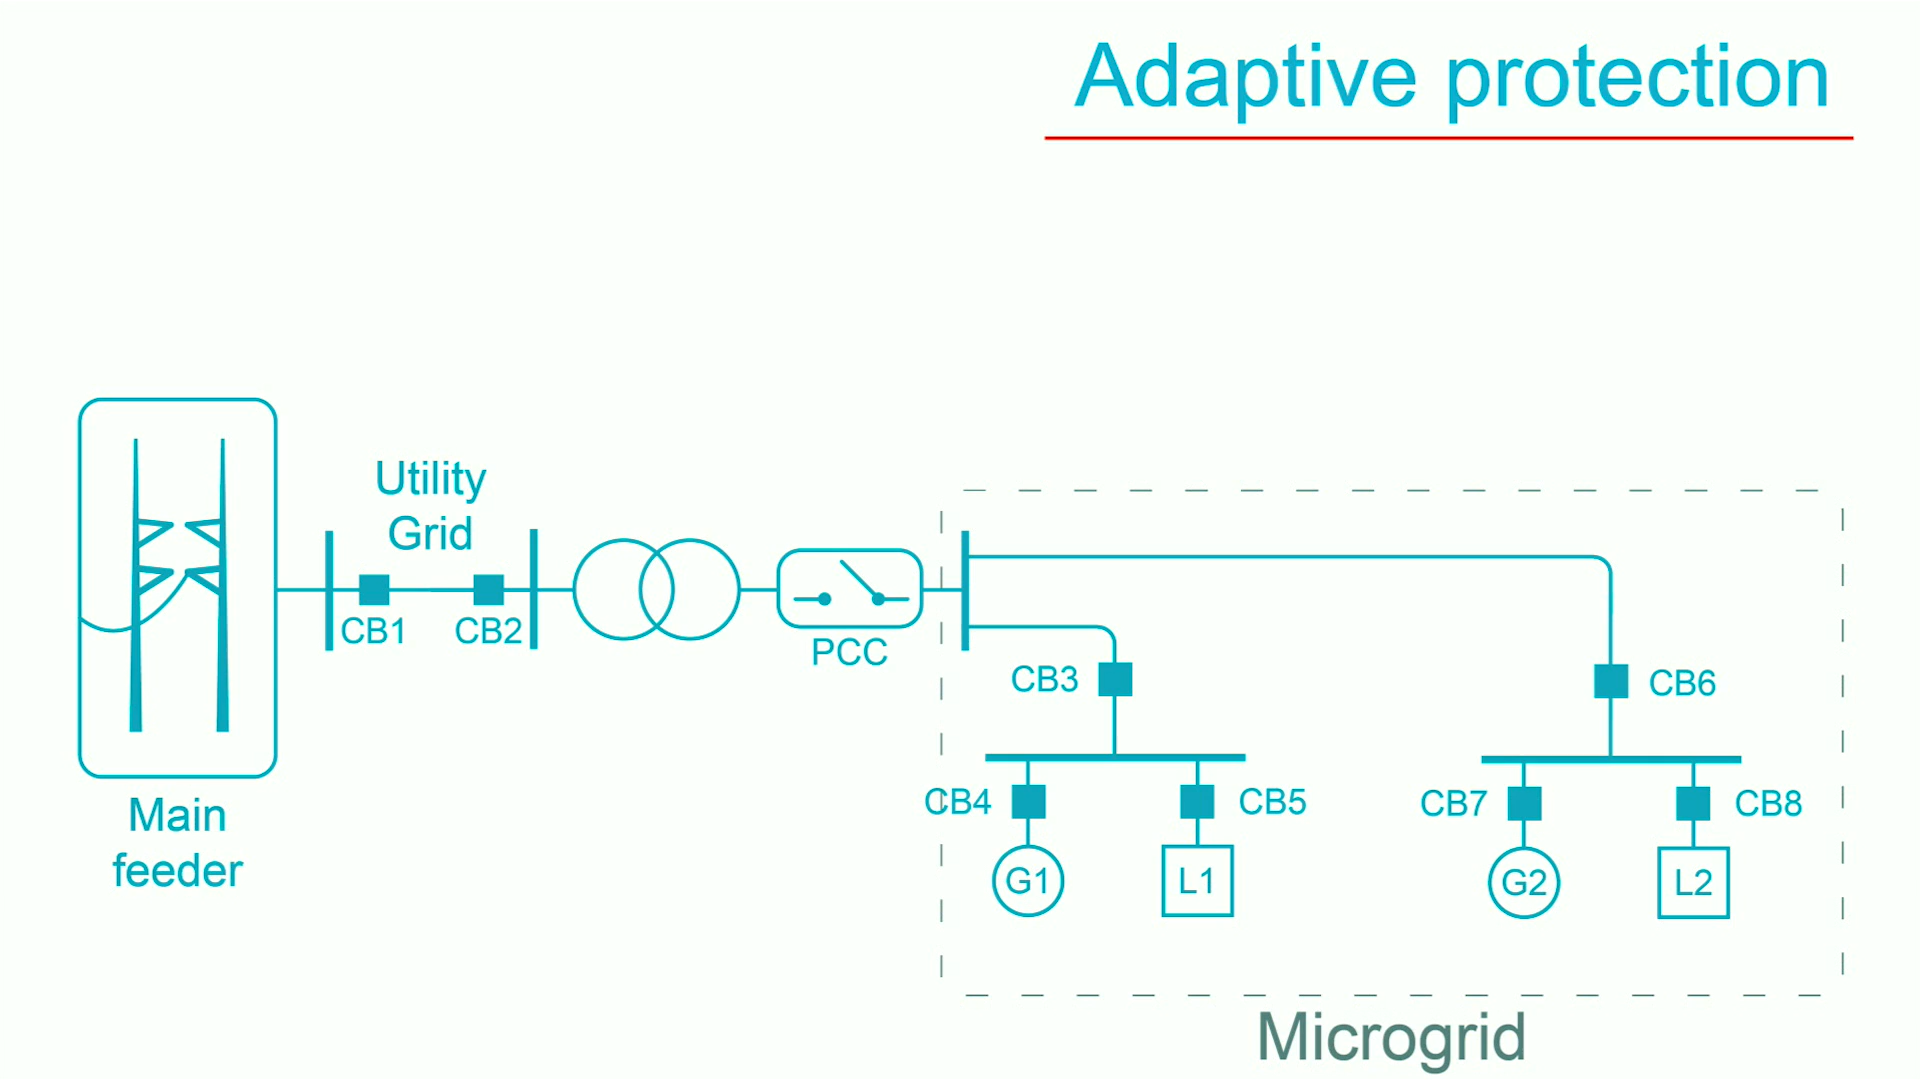 Adaptive protection
Utility
Grid
CB1
CB2
PCC
CB3
CB6
CB4
CB5
CB7
CB8
G1
L1
G2
L2
Main
feeder
Microgrid